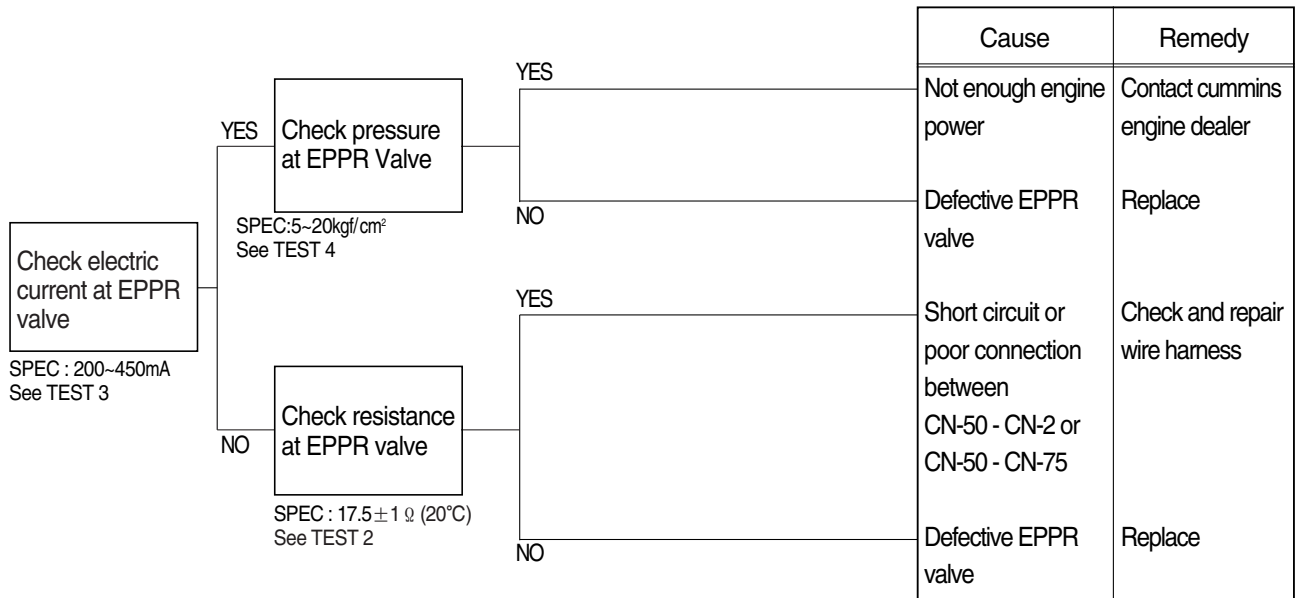 Check electric
current at EPPR
valve
SPEC : 200~450mA
See TEST 3
YES
Check pressure
at EPPR Valve
SPEC:5~20kgf/cm²
See TEST 4
NO
Check resistance
at EPPR valve
SPEC : 17.5±1 Ω (20°C)
See TEST 2
YES
NO
YES
NO
Cause
Remedy
Not enough engine
power
Contact cummins
engine dealer
Defective EPPR
valve
Replace
Short circuit or
poor connection
between
CN-50 - CN-2 or
CN-50 - CN-75
Check and repair
wire harness
Defective EPPR
valve
Replace